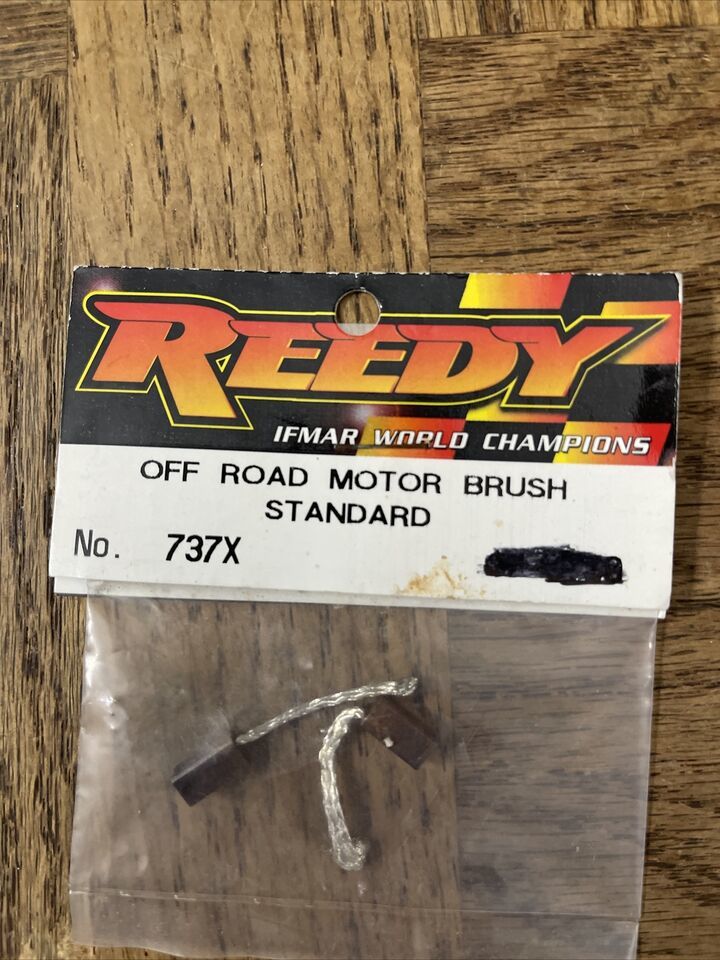 REEDY
IFMAR WORLD CHAMPIONS
OFF ROAD MOTOR BRUSH
STANDARD
No. 737X